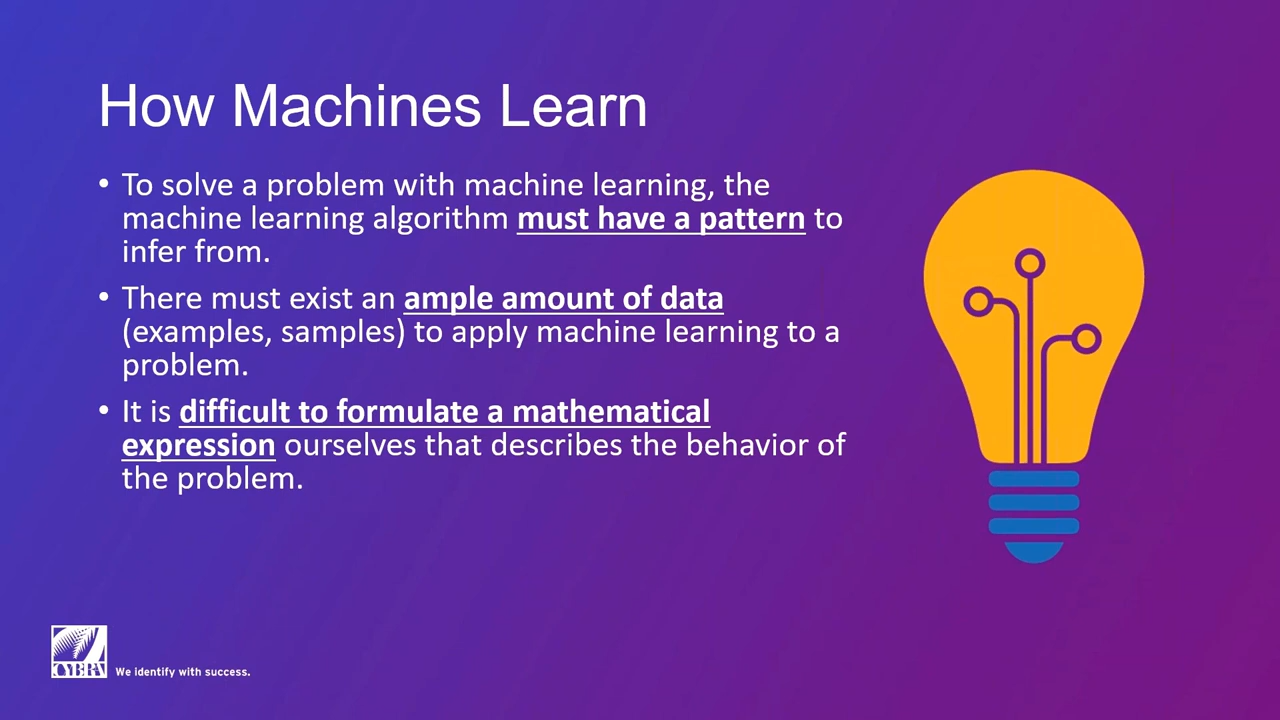 How Machines Learn
• To solve a problem with machine learning, the
machine learning algorithm must have a pattern to
infer from.
• There must exist an ample amount of data
(examples, samples) to apply machine learning to a
problem.
• It is difficult to formulate a mathematical
expression ourselves that describes the behavior of
the problem.
We identify with success.